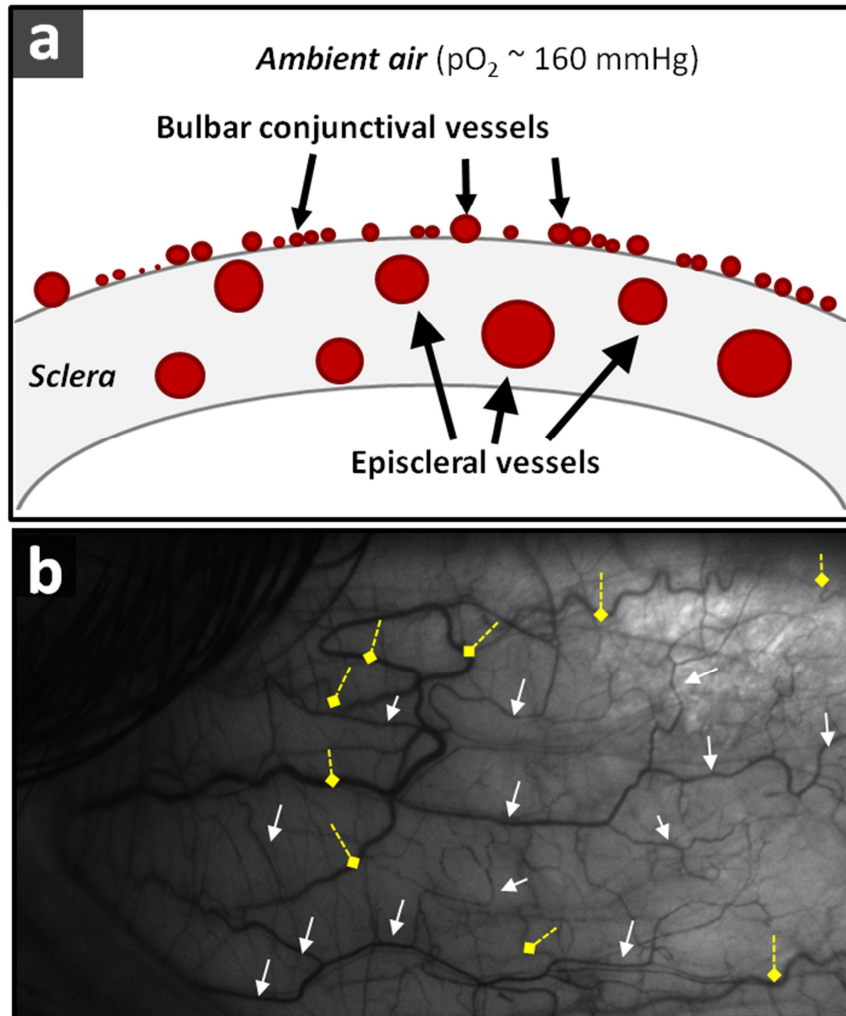 a
Ambient air (pO₂ ~ 160 mmHg)
Bulbar conjunctival vessels
Sclera
Episcleral vessels
b